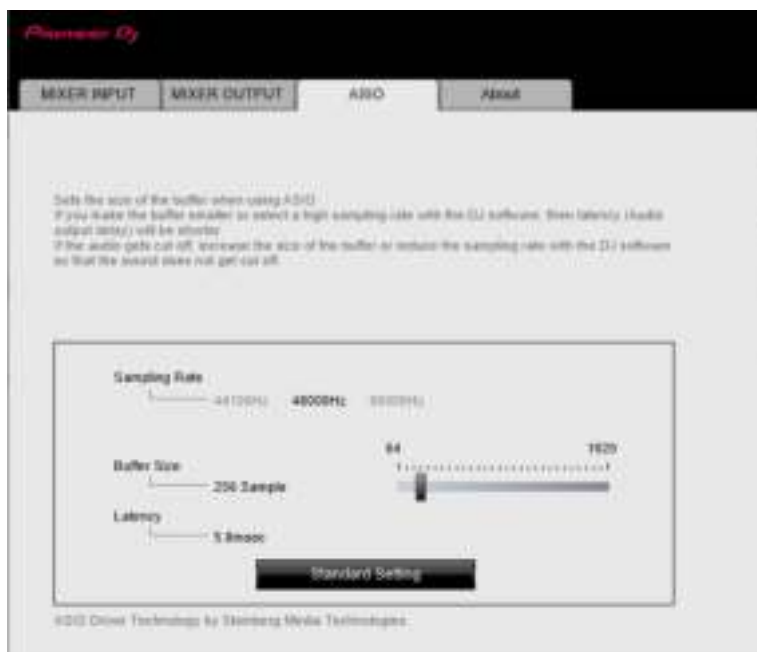 Pioneer Dj
MIXER INPUT
MIXER OUTPUT
ASIO
About
Sets the size of the buffer when using ASIO.
If you make the buffer smaller or select a high sampling rate with the DJ software, then latency (Audio
output delay) will be shorter.
If the audio gets cut off, increase the size of the buffer or reduce the sampling rate with the DJ software
so that the sound does not get cut off.
Sampling Rate
44100Hz 48000Hz
64
Buffer Size
256 Sample
Latency
Standard Setting
ASIO Driver Technology by Steinberg Media Technologies